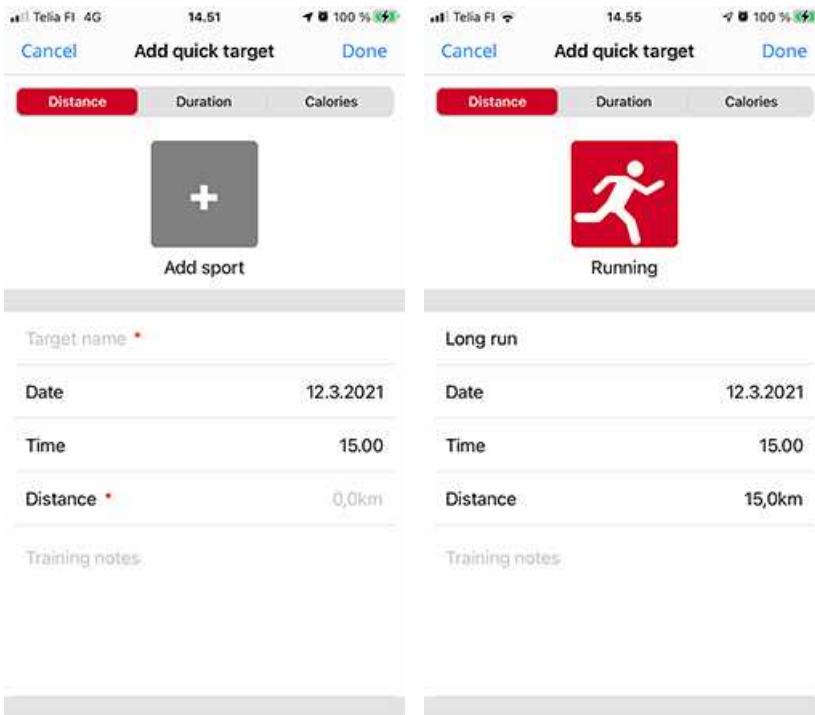 Telia FI 4G 14.51 100 %
Cancel Add quick target Done
Distance Duration Calories
+
Add sport
Target name *
Date 12.3.2021
Time 15.00
Distance * 0,0km
Training notes
Telia FI 14.55 100 %
Cancel Add quick target Done
Distance Duration Calories
Running
Long run
Date 12.3.2021
Time 15.00
Distance 15,0km
Training notes